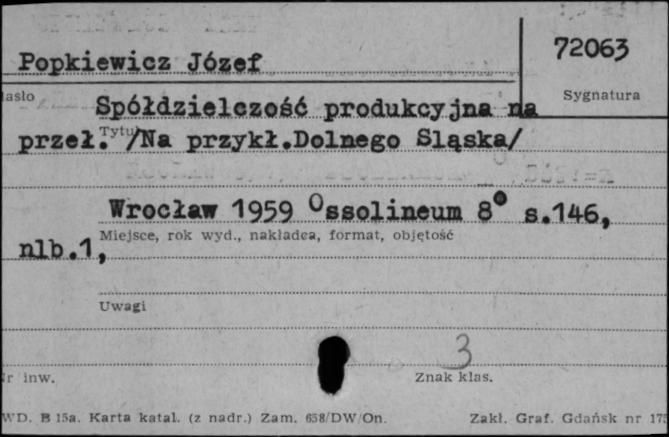 Popkiewicz Józef
72063
Sygnatura
Spółdzielczość produkcyjna na
przeł. Tytuł /Na przykł.Dolnego Sląska/
Wrocław 1959 Ossolineum 8° s.146,
Miejsce, rok wyd., nakładca, format, objętość
nlb.1,
Uwagi
3
inw.
Znak klas.
WD. B 15a. Karta katal. (z nadr.) Zam. 658/DW/On.
Zakł. Graf. Gdańsk nr